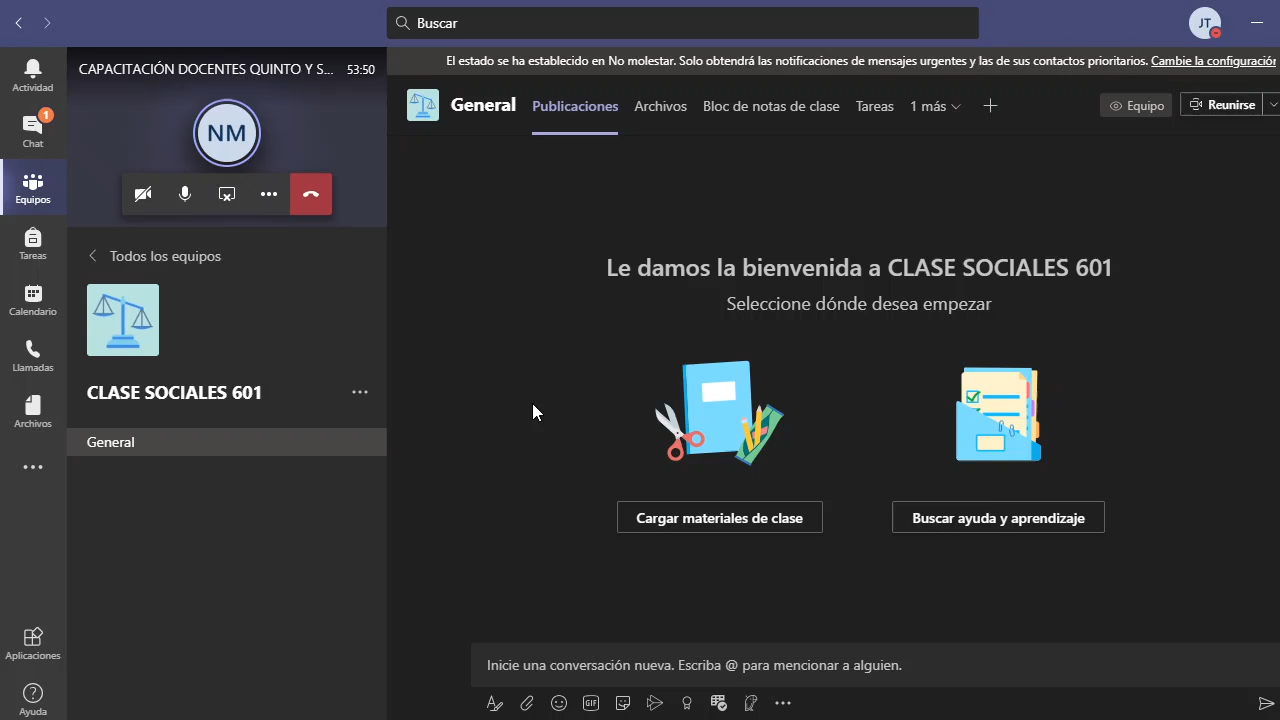 Buscar
JT
El estado se ha establecido en No molestar. Solo obtendrá las notificaciones de mensajes urgentes y las de sus contactos prioritarios. Cambie la configuración
Actividad
1
Chat
Equipos
Tareas
Calendario
Llamadas
Archivos
Aplicaciones
Ayuda
CAPACITACIÓN DOCENTES QUINTO Y S... 53:50
NM
Todos los equipos
CLASE SOCIALES 601
General
General Publicaciones Archivos Bloc de notas de clase Tareas 1 más Equipo Reunirse
Le damos la bienvenida a CLASE SOCIALES 601
Seleccione dónde desea empezar
Cargar materiales de clase
Buscar ayuda y aprendizaje
Inicie una conversación nueva. Escriba @ para mencionar a alguien.
GIF